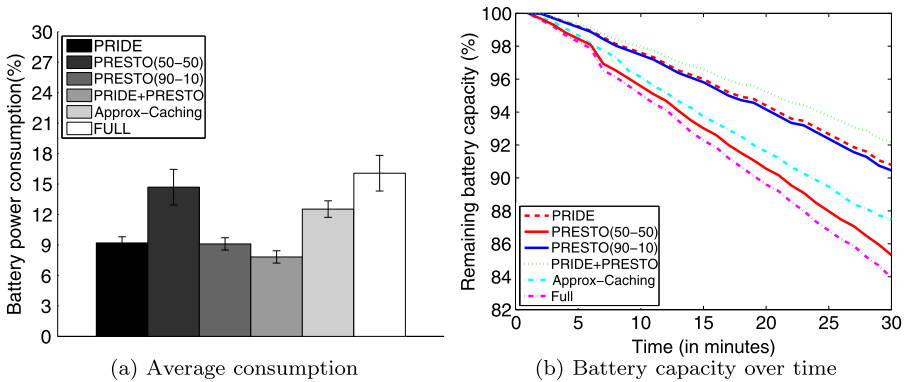 Battery power consumption(%)
30
27
24
21
18
15
12
9
6
3
0
PRIDE
PRESTO(50−50)
PRESTO(90−10)
PRIDE+PRESTO
Approx−Caching
FULL
(a) Average consumption
Remaining battery capacity (%)
100
98
96
94
92
90
88
86
84
82
0
5
10
15
20
25
30
Time (in minutes)
PRIDE
PRESTO(50−50)
PRESTO(90−10)
PRIDE+PRESTO
Approx−Caching
Full
(b) Battery capacity over time